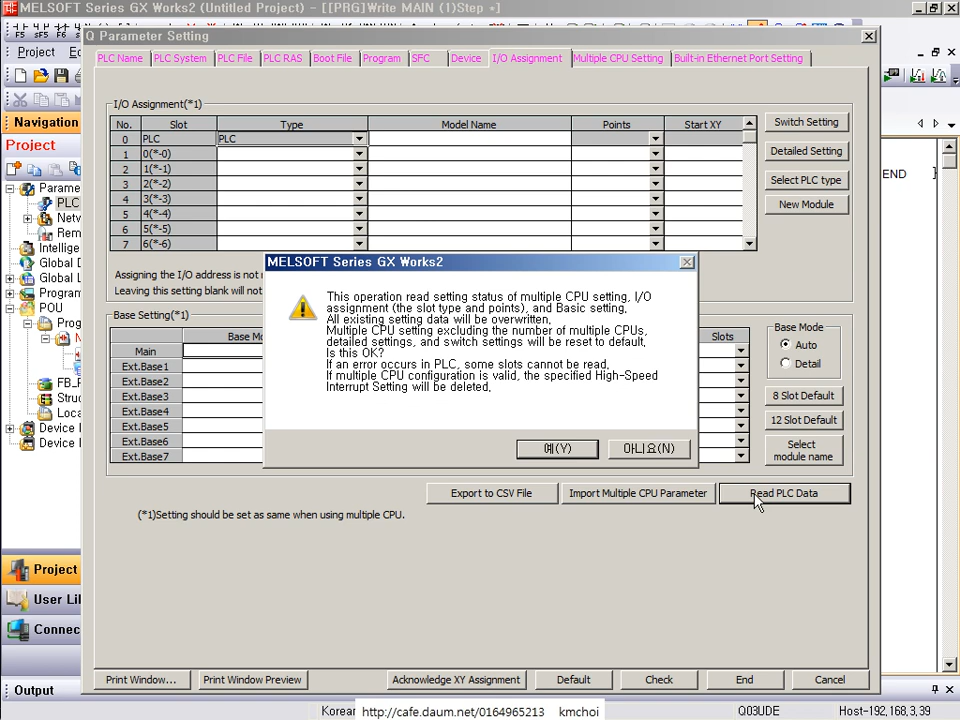 MELSOFT Series GX Works2 (Untitled Project) - [[PRG]Write MAIN (1)Step *]
F5 sF5 sF6
Project
Q Parameter Setting
PLC Name PLC System PLC File PLC RAS Boot File Program SFC Device I/O Assignment Multiple CPU Setting Built-in Ethernet Port Setting
I/O Assignment(*1)
No. Slot Type Model Name Points Start XY
0 PLC PLC
1 0(*-0)
2 1(*-1)
3 2(*-2)
4 3(*-3)
5 4(*-4)
6 5(*-5)
7 6(*-6)
Switch Setting
Detailed Setting
Select PLC type
New Module
Assigning the I/O address is not
Leaving this setting blank will not
Base Setting(*1)
Base Mo
Slots
Main
Ext.Base1
Ext.Base2
Ext.Base3
Ext.Base4
Ext.Base5
Ext.Base6
Ext.Base7
Base Mode
Auto
Detail
8 Slot Default
12 Slot Default
Select
module name
MELSOFT Series GX Works2
This operation read setting status of multiple CPU setting, I/O
assignment (the slot type and points), and Basic setting.
All existing setting data will be overwritten.
Multiple CPU setting excluding the number of multiple CPUs,
detailed settings, and switch settings will be reset to default.
Is this OK?
If an error occurs in PLC, some slots cannot be read.
If multiple CPU configuration is valid, the specified High-Speed
Interrupt Setting will be deleted.
예(Y) 아니요(N)
Export to CSV File Import Multiple CPU Parameter Read PLC Data
(*1)Setting should be set as same when using multiple CPU.
Print Window... Print Window Preview Acknowledge XY Assignment Default Check End Cancel
Navigation
Project
Parame
PLC
Netw
Rem
Intellige
Global D
Global L
Program
POU
Prog
FB_P
Struc
Loca
Device
Device I
Project
User Lib
Connec
Output
END
Korean
http://cafe.daum.net/0164965213 kmchoi
Q03UDE
Host-192,168,3,39